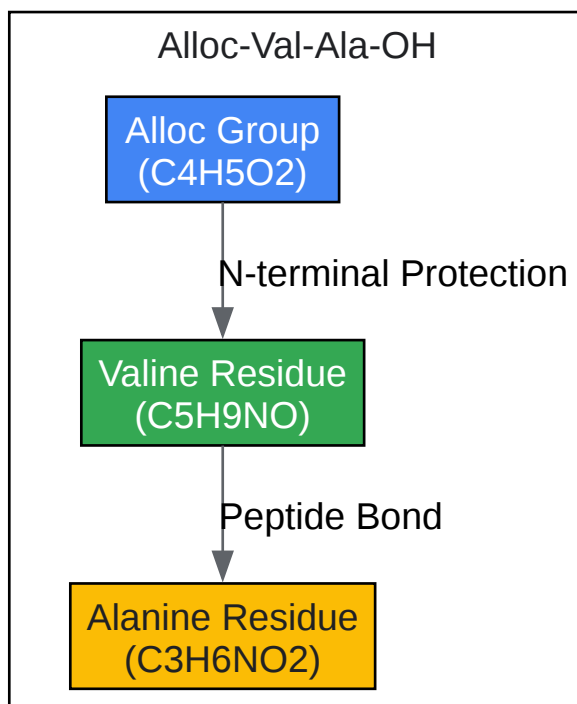 Alloc-Val-Ala-OH
Alloc Group
(C4H5O2)
N-terminal Protection
Valine Residue
(C5H9NO)
Peptide Bond
Alanine Residue
(C3H6NO2)